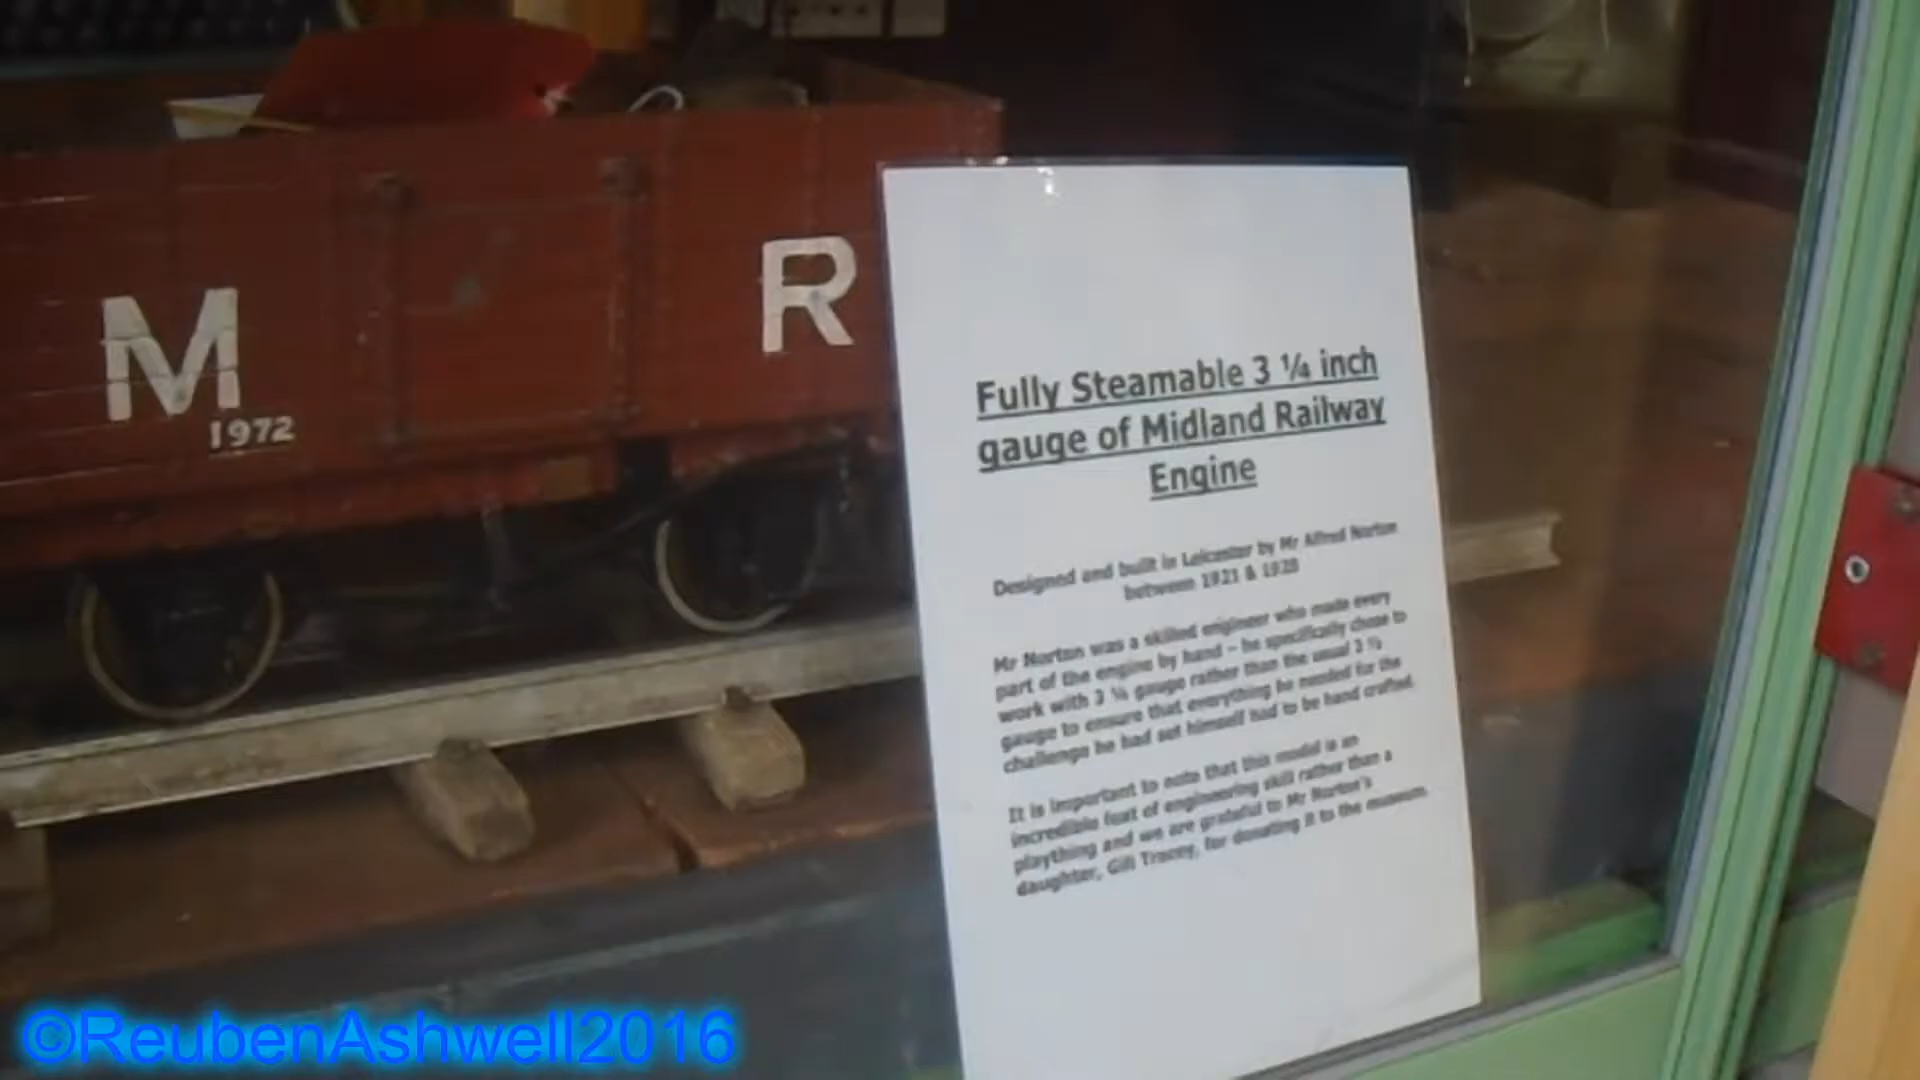 M
R
1972
Fully Steamable 3 ¼ inch
gauge of Midland Railway
Engine
Designed and built in Leicester by Mr Alfred Norton
between 1921 &
Mr Norton was a skilled engineer who made every
part of the engine by hand – he specifically chose to
work with 3 ¼ gauge rather than the usual 3 ½
gauge to ensure that everything he needed for the
challenge he had set himself had to be hand crafted.
It is important to note that this model is an
incredible feat of engineering skill rather than a
plaything and we are grateful to Mr Norton's
daughter, Gill Tracey, for donating it to the museum.
©ReubenAshwell2016